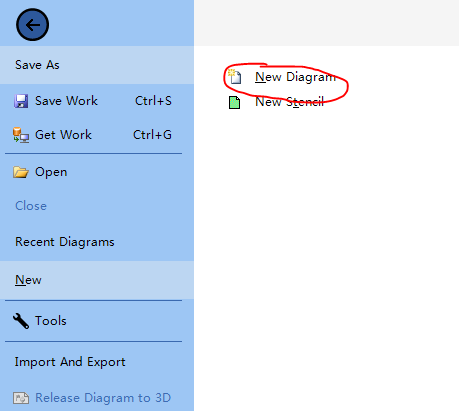 Save As
Save Work Ctrl+S
Get Work Ctrl+G
Open
Close
Recent Diagrams
New
Tools
Import And Export
Release Diagram to 3D
New Diagram
New Stencil